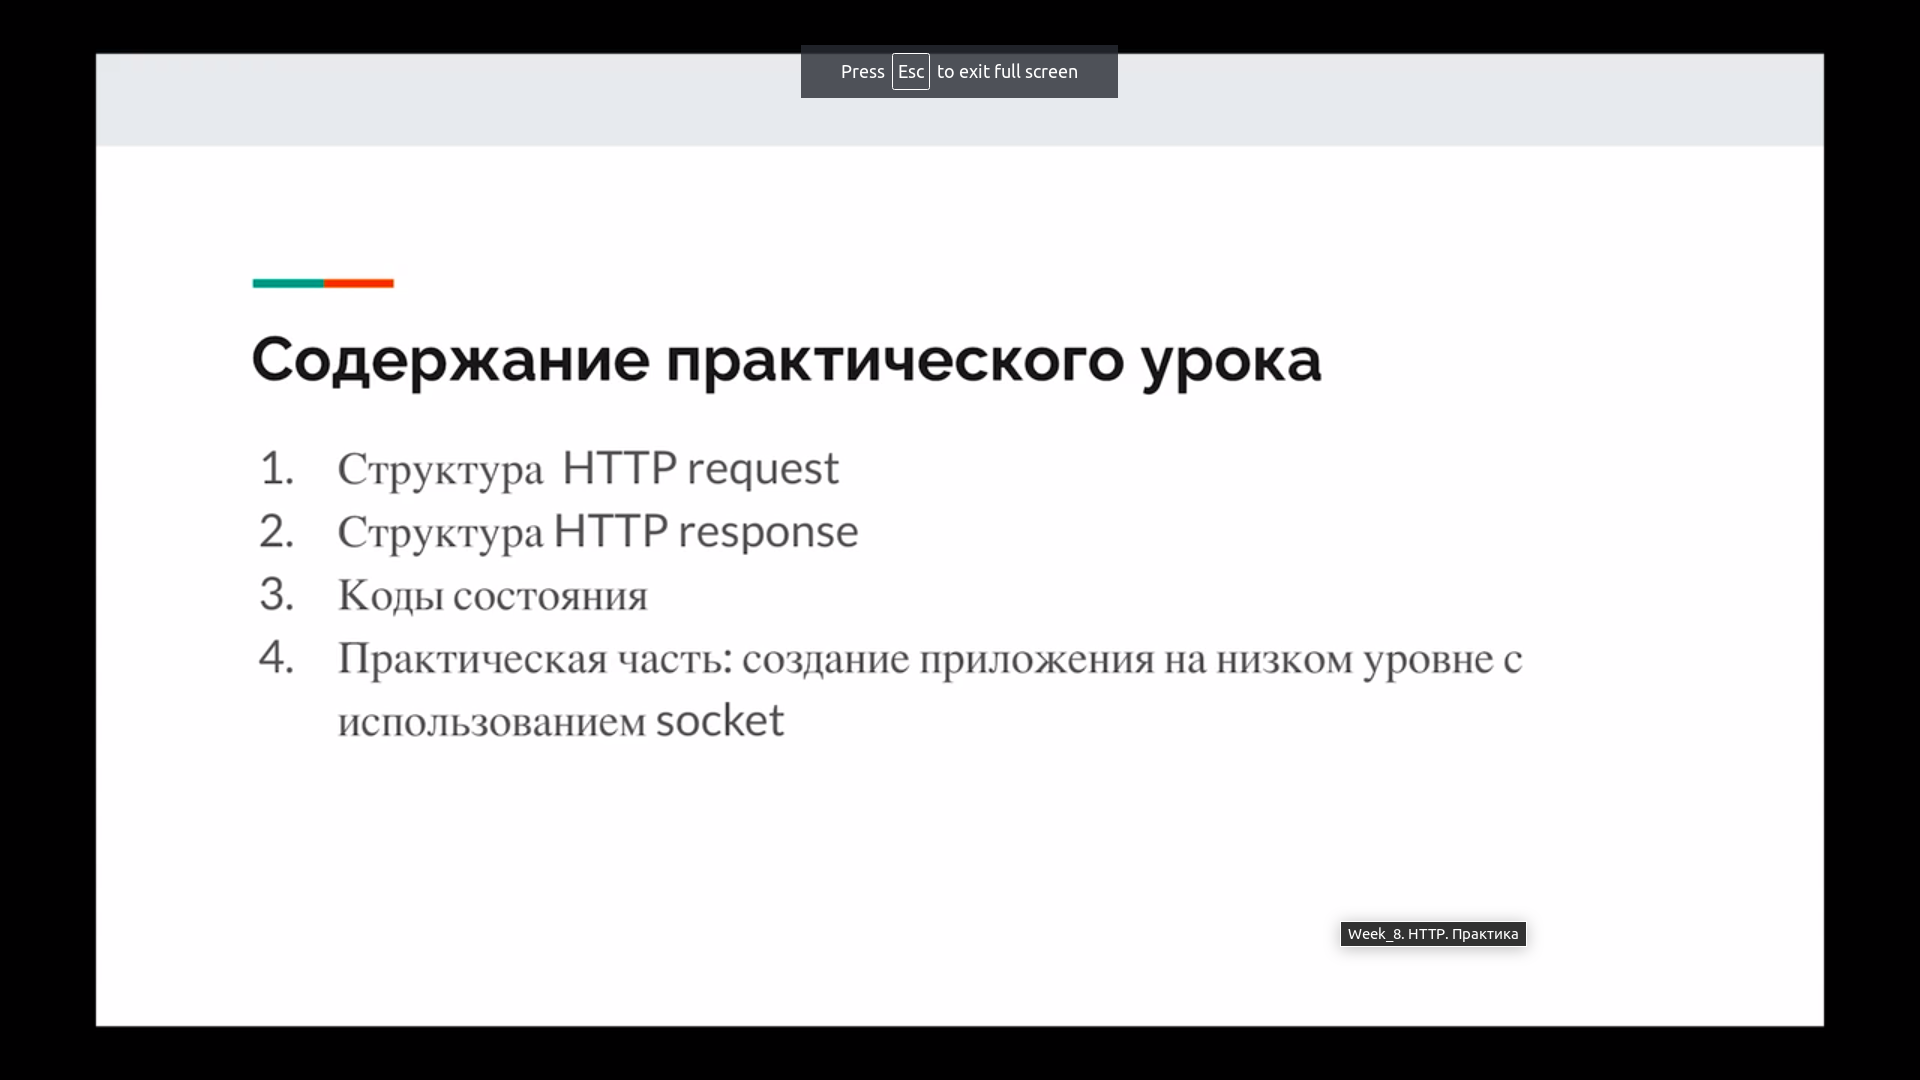 Press Esc to exit full screen
Содержание практического урока
1. Структура HTTP request
2. Структура HTTP response
3. Коды состояния
4. Практическая часть: создание приложения на низком уровне с
использованием socket
Week_8. HTTP. Практика